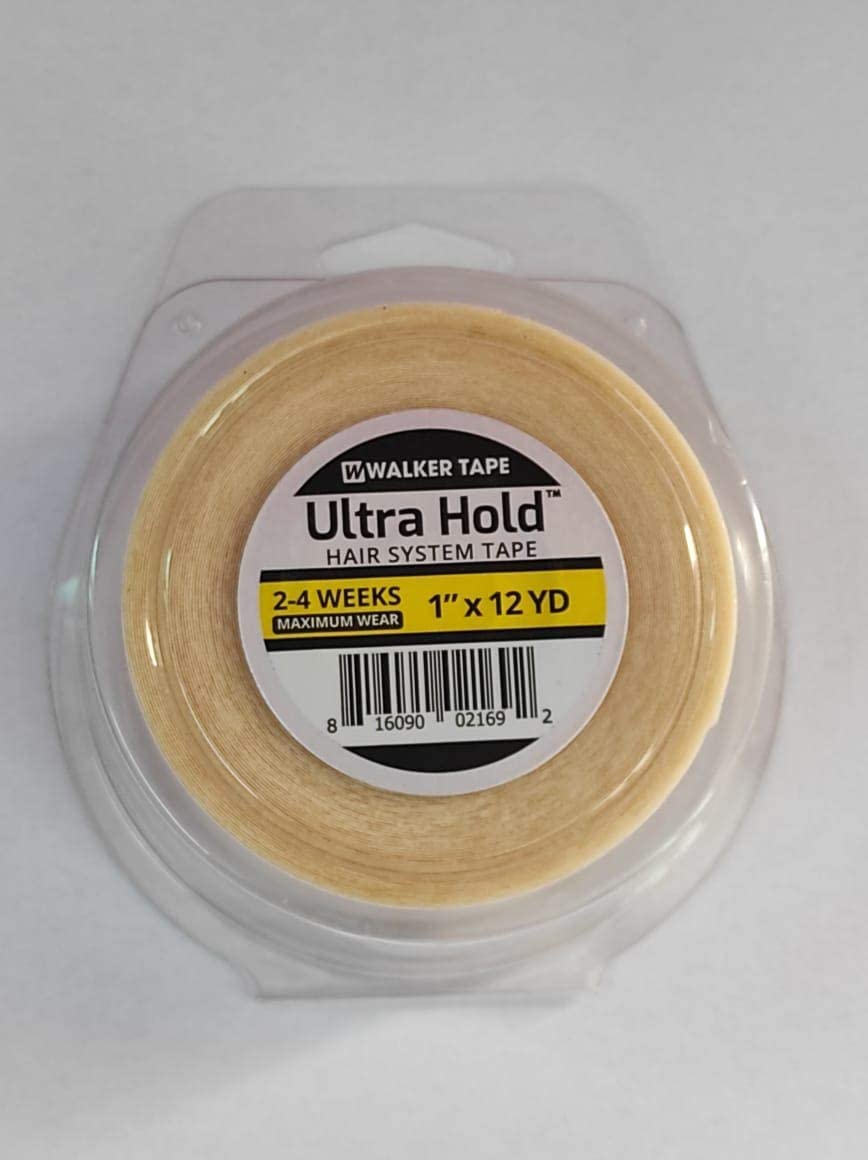 W WALKER TAPE
Ultra Hold™
HAIR SYSTEM TAPE
2-4 WEEKS
MAXIMUM WEAR
1” x 12 YD
8 16090 02169 2